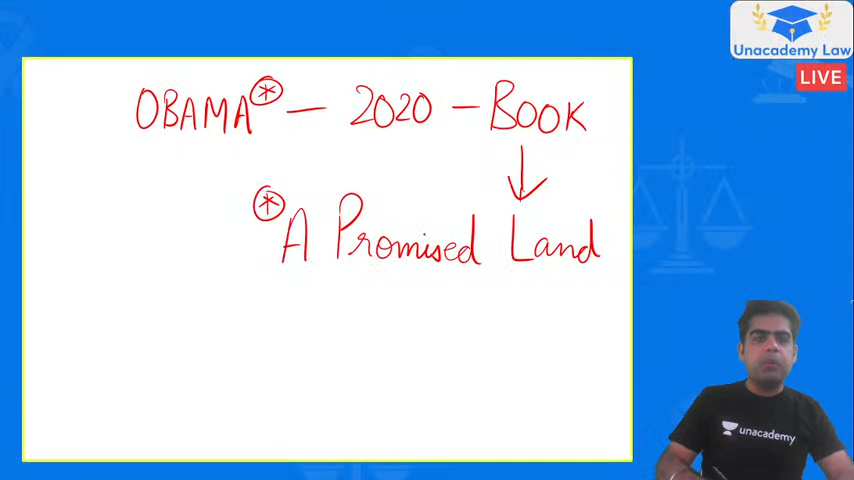 Unacademy Law
LIVE
OBAMA* — 2020 — BOOK
* A Promised Land
unacademy